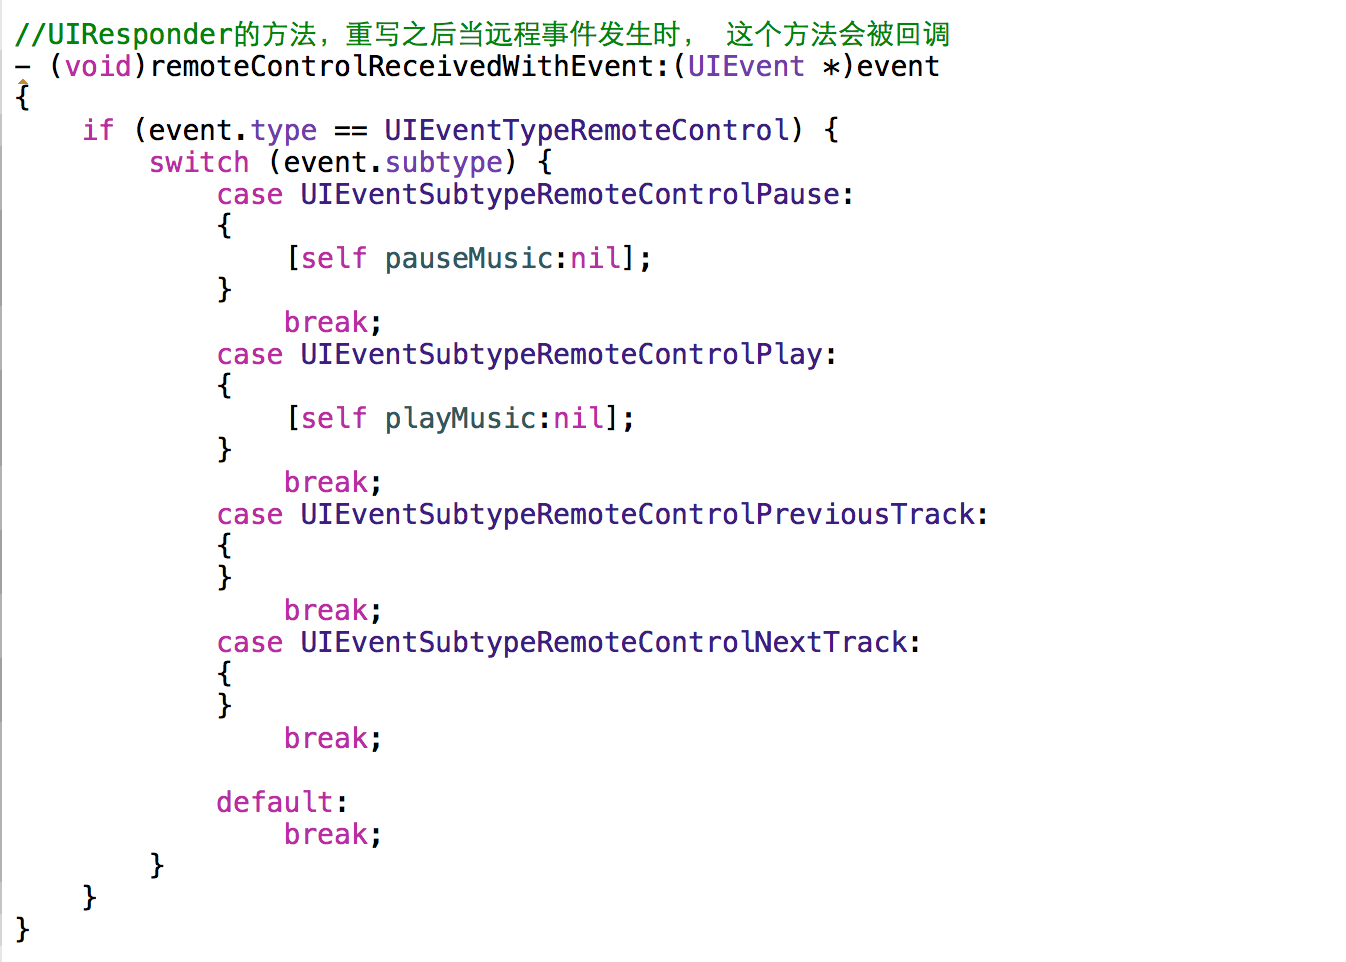 //UIResponder的方法，重写之后当远程事件发生时， 这个方法会被回调
- (void)remoteControlReceivedWithEvent:(UIEvent *)event
{
    if (event.type == UIEventTypeRemoteControl) {
        switch (event.subtype) {
            case UIEventSubtypeRemoteControlPause:
            {
                [self pauseMusic:nil];
            }
                break;
            case UIEventSubtypeRemoteControlPlay:
            {
                [self playMusic:nil];
            }
                break;
            case UIEventSubtypeRemoteControlPreviousTrack:
            {
            }
                break;
            case UIEventSubtypeRemoteControlNextTrack:
            {
            }
                break;

            default:
                break;
        }
    }
}